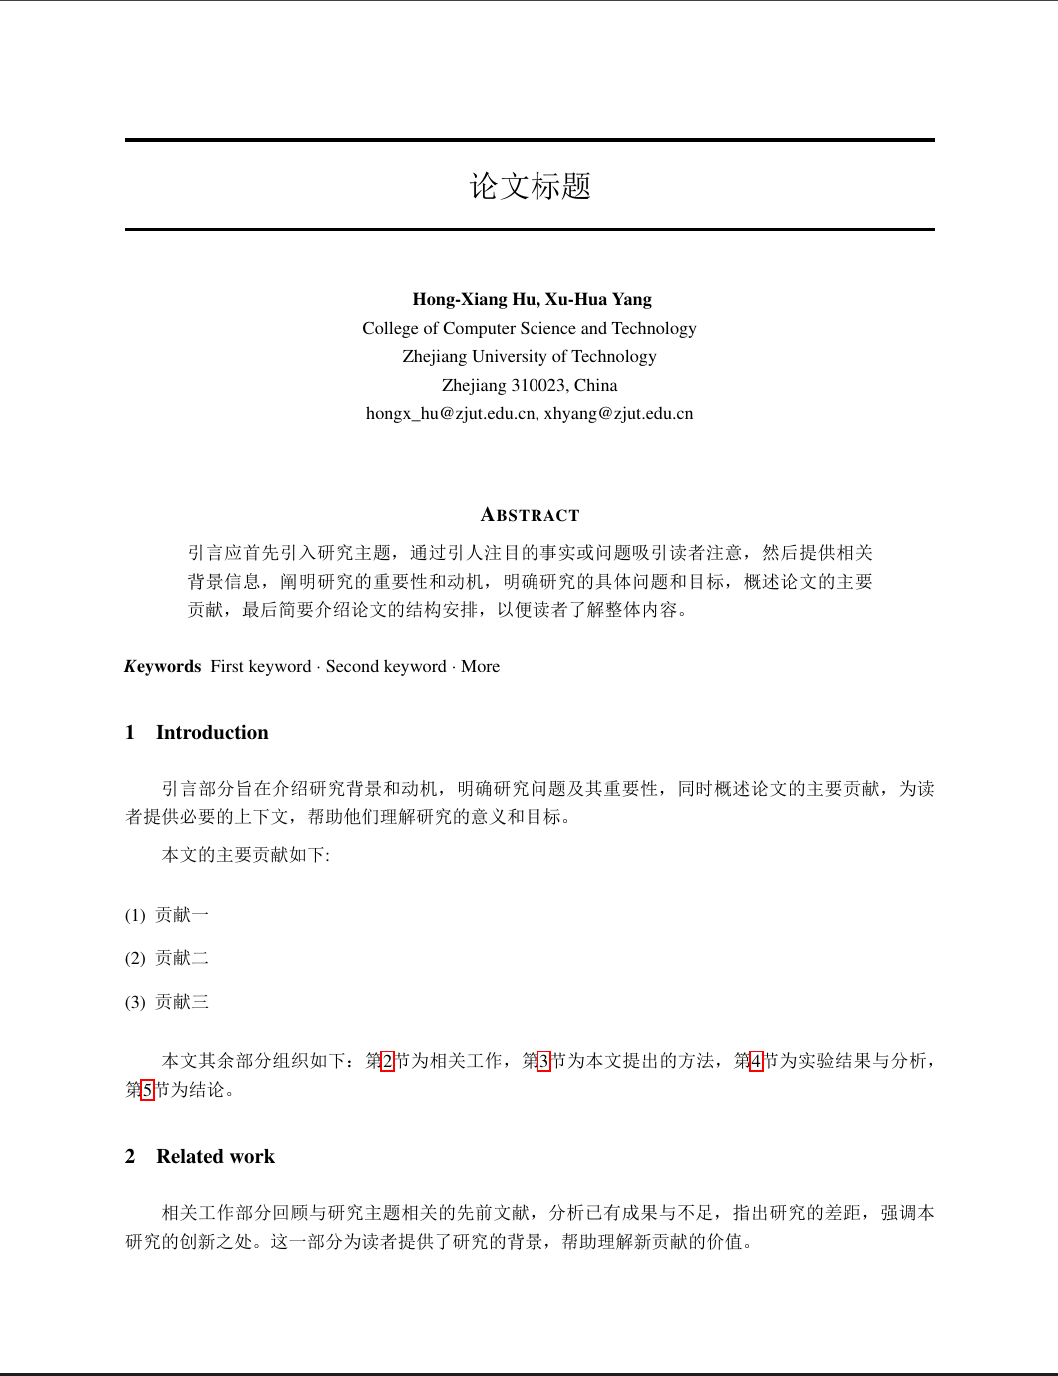 论文标题
Hong-Xiang Hu, Xu-Hua Yang
College of Computer Science and Technology
Zhejiang University of Technology
Zhejiang 310023, China
hongx_hu@zjut.edu.cn, xhyang@zjut.edu.cn
ABSTRACT
引言应首先引入研究主题，通过引人注目的事实或问题吸引读者注意，然后提供相关
背景信息，阐明研究的重要性和动机，明确研究的具体问题和目标，概述论文的主要
贡献，最后简要介绍论文的结构安排，以便读者了解整体内容。
Keywords First keyword · Second keyword · More
1 Introduction
引言部分旨在介绍研究背景和动机，明确研究问题及其重要性，同时概述论文的主要贡献，为读
者提供必要的上下文，帮助他们理解研究的意义和目标。
本文的主要贡献如下:
(1) 贡献一
(2) 贡献二
(3) 贡献三
本文其余部分组织如下：第2节为相关工作，第3节为本文提出的方法，第4节为实验结果与分析，
第5节为结论。
2 Related work
相关工作部分回顾与研究主题相关的先前文献，分析已有成果与不足，指出研究的差距，强调本
研究的创新之处。这一部分为读者提供了研究的背景，帮助理解新贡献的价值。